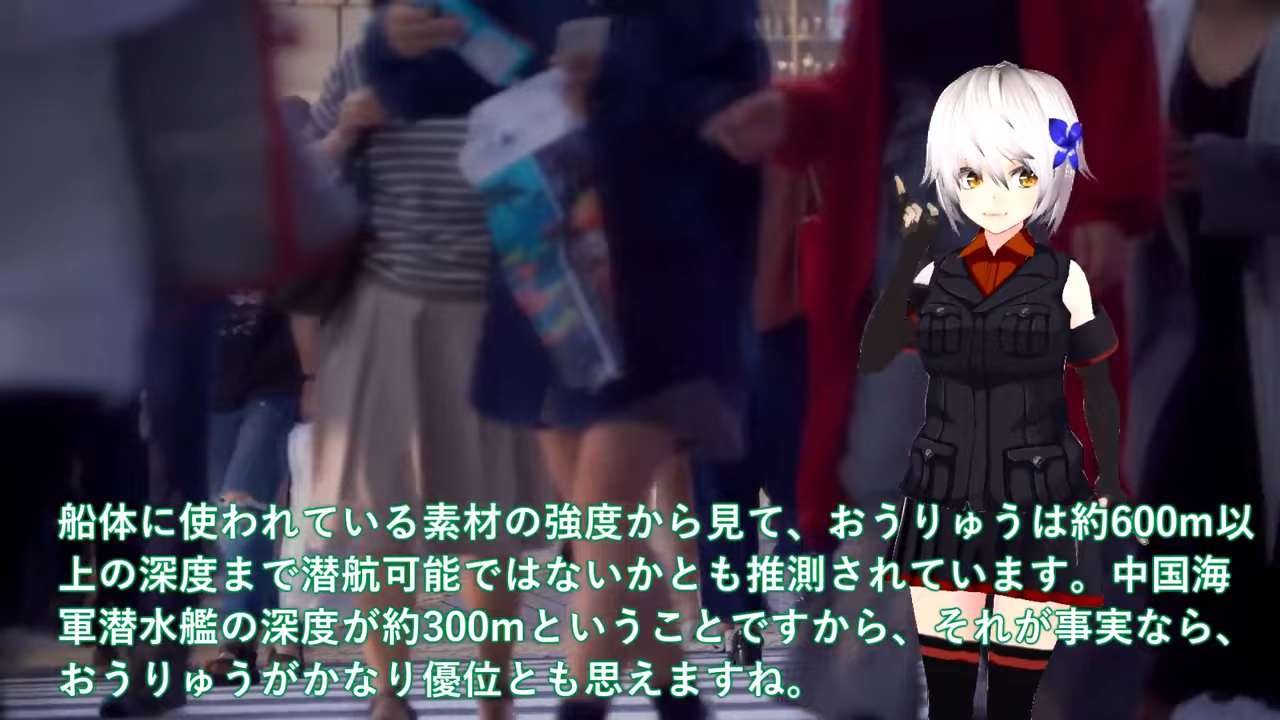 船体に使われている素材の強度から見て、おうりゅうは約600m以
上の深度まで潜航可能ではないかとも推測されています。中国海
軍潜水艦の深度が約300mということですから、それが事実なら、
おうりゅうがかなり優位とも思えますね。